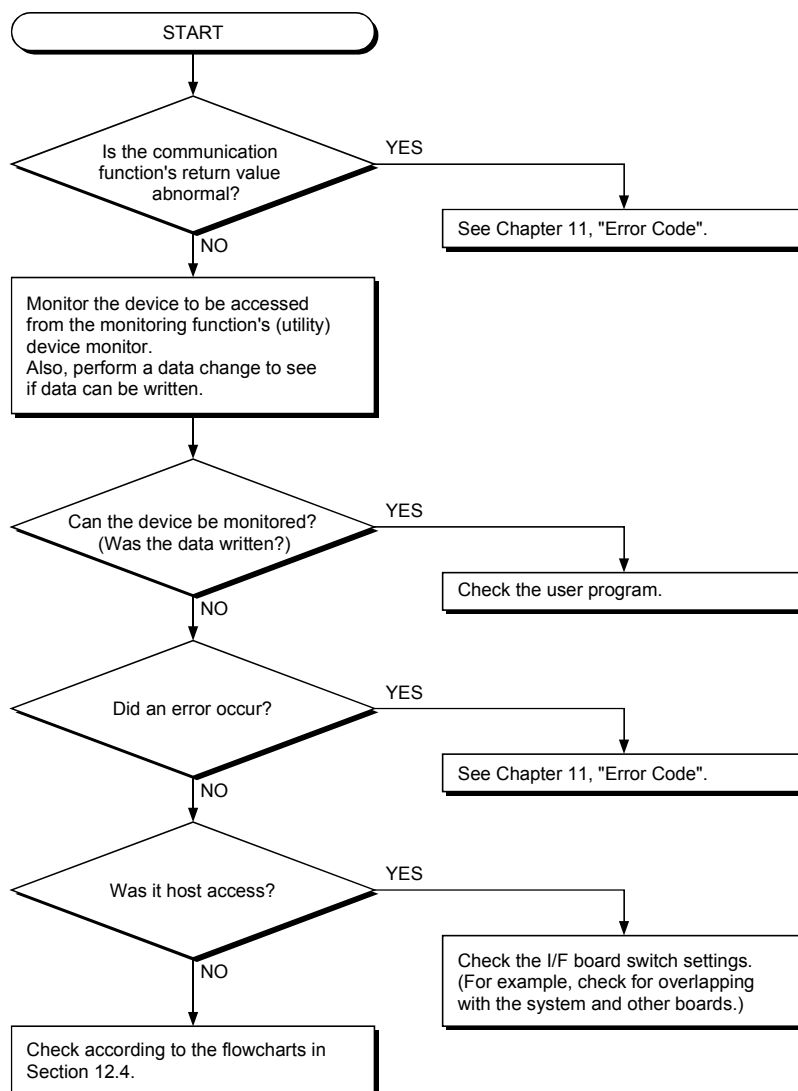 START
Is the communication
function's return value
abnormal?
YES
See Chapter 11, "Error Code".
NO
Monitor the device to be accessed
from the monitoring function's (utility)
device monitor.
Also, perform a data change to see
if data can be written.
Can the device be monitored?
(Was the data written?)
YES
Check the user program.
NO
Did an error occur?
YES
See Chapter 11, "Error Code".
NO
Was it host access?
YES
Check the I/F board switch settings.
(For example, check for overlapping
with the system and other boards.)
NO
Check according to the flowcharts in
Section 12.4.